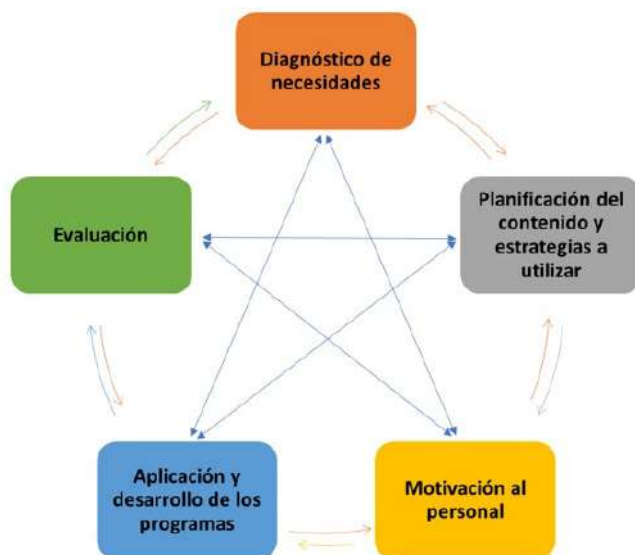 Diagnóstico de
necesidades
Planificación del
contenido y
estrategias a
utilizar
Motivación al
personal
Aplicación y
desarrollo de los
programas
Evaluación